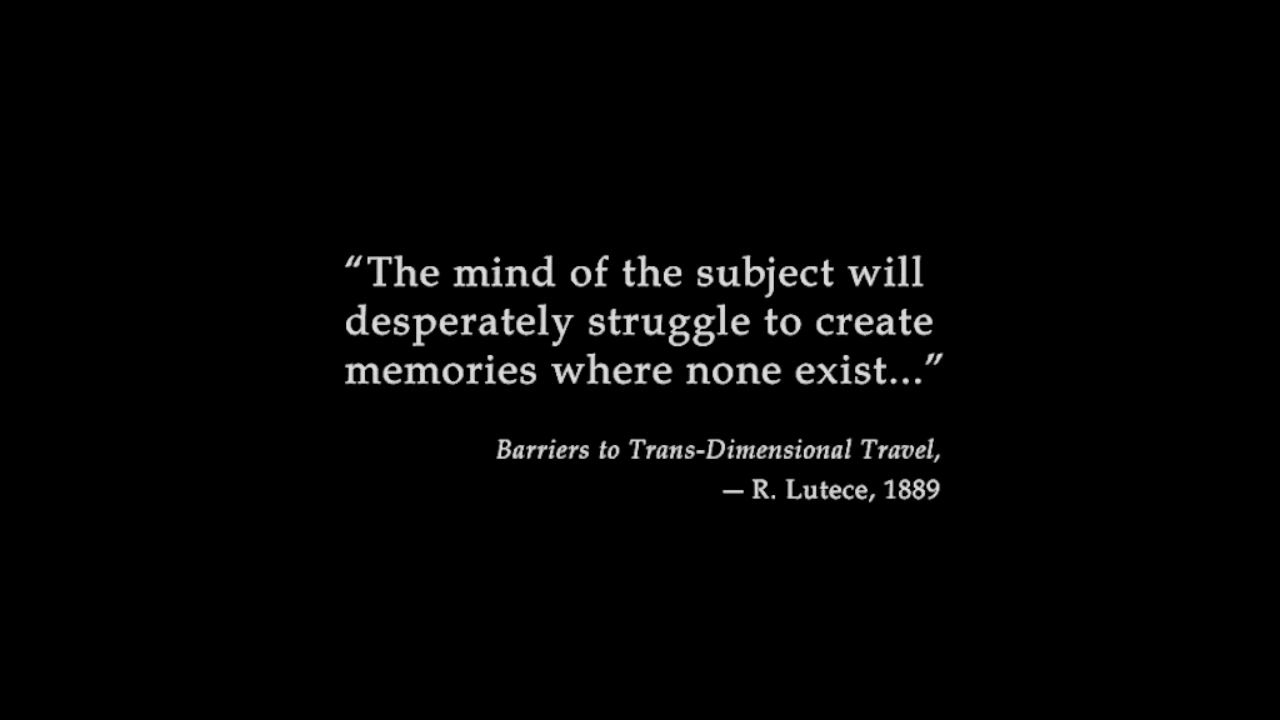 “The mind of the subject will
desperately struggle to create
memories where none exist...”
Barriers to Trans-Dimensional Travel,
— R. Lutece, 1889